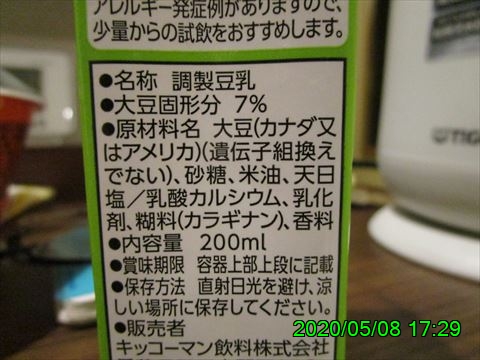 アレルギー発症例がありますので、
少量からの試飲をおすすめします。
●名称 調製豆乳
●大豆固形分 7%
●原材料名 大豆(カナダ又
はアメリカ)(遺伝子組換え
でない)、砂糖、米油、天日
塩／乳酸カルシウム、乳化
剤、糊料(カラギナン)、香料
●内容量 200ml
●賞味期限 容器上部上段に記載
●保存方法 直射日光を避け、涼
しい場所に保存してください。
●販売者
キッコーマン飲料株式会社
TIG
2020/05/08 17:29